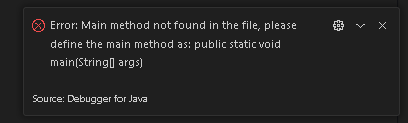 Error: Main method not found in the file, please
define the main method as: public static void
main(String[] args)
Source: Debugger for Java